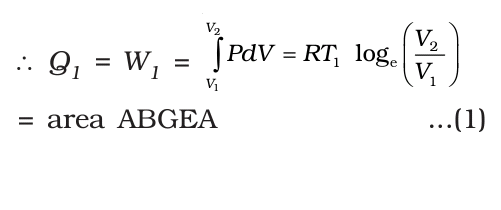 ∴ Q₁ = W₁ = ∫_{V₁}^{V₂} PdV = RT₁ logₑ (V₂/V₁)
= area ABGEA ...(1)